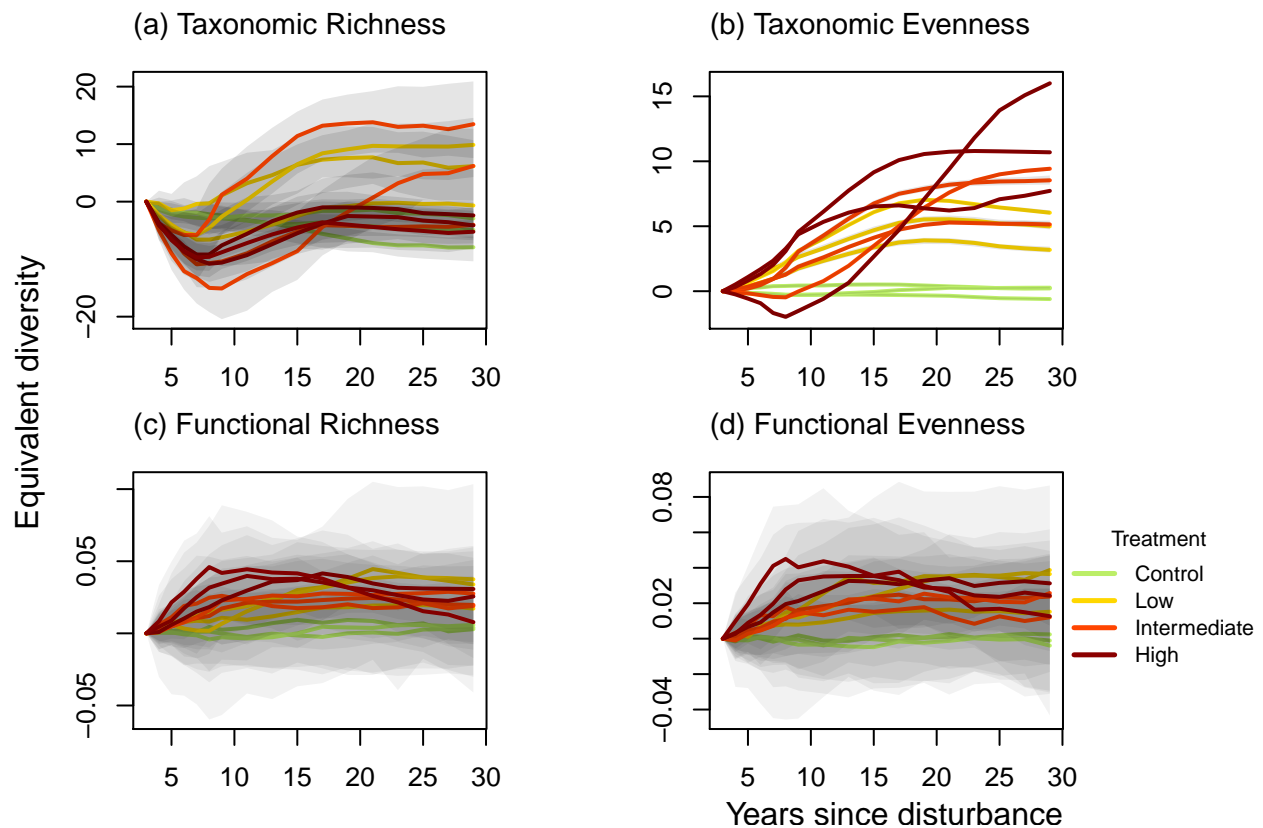 (a) Taxonomic Richness
(b) Taxonomic Evenness
20
10
0
−20
5 10 15 20 25 30
15
10
5
0
5 10 15 20 25 30
Equivalent diversity
(c) Functional Richness
(d) Functional Evenness
0.05
−0.05
5 10 15 20 25 30
0.08
0.02
−0.04
5 10 15 20 25 30
Treatment
Control
Low
Intermediate
High
Years since disturbance